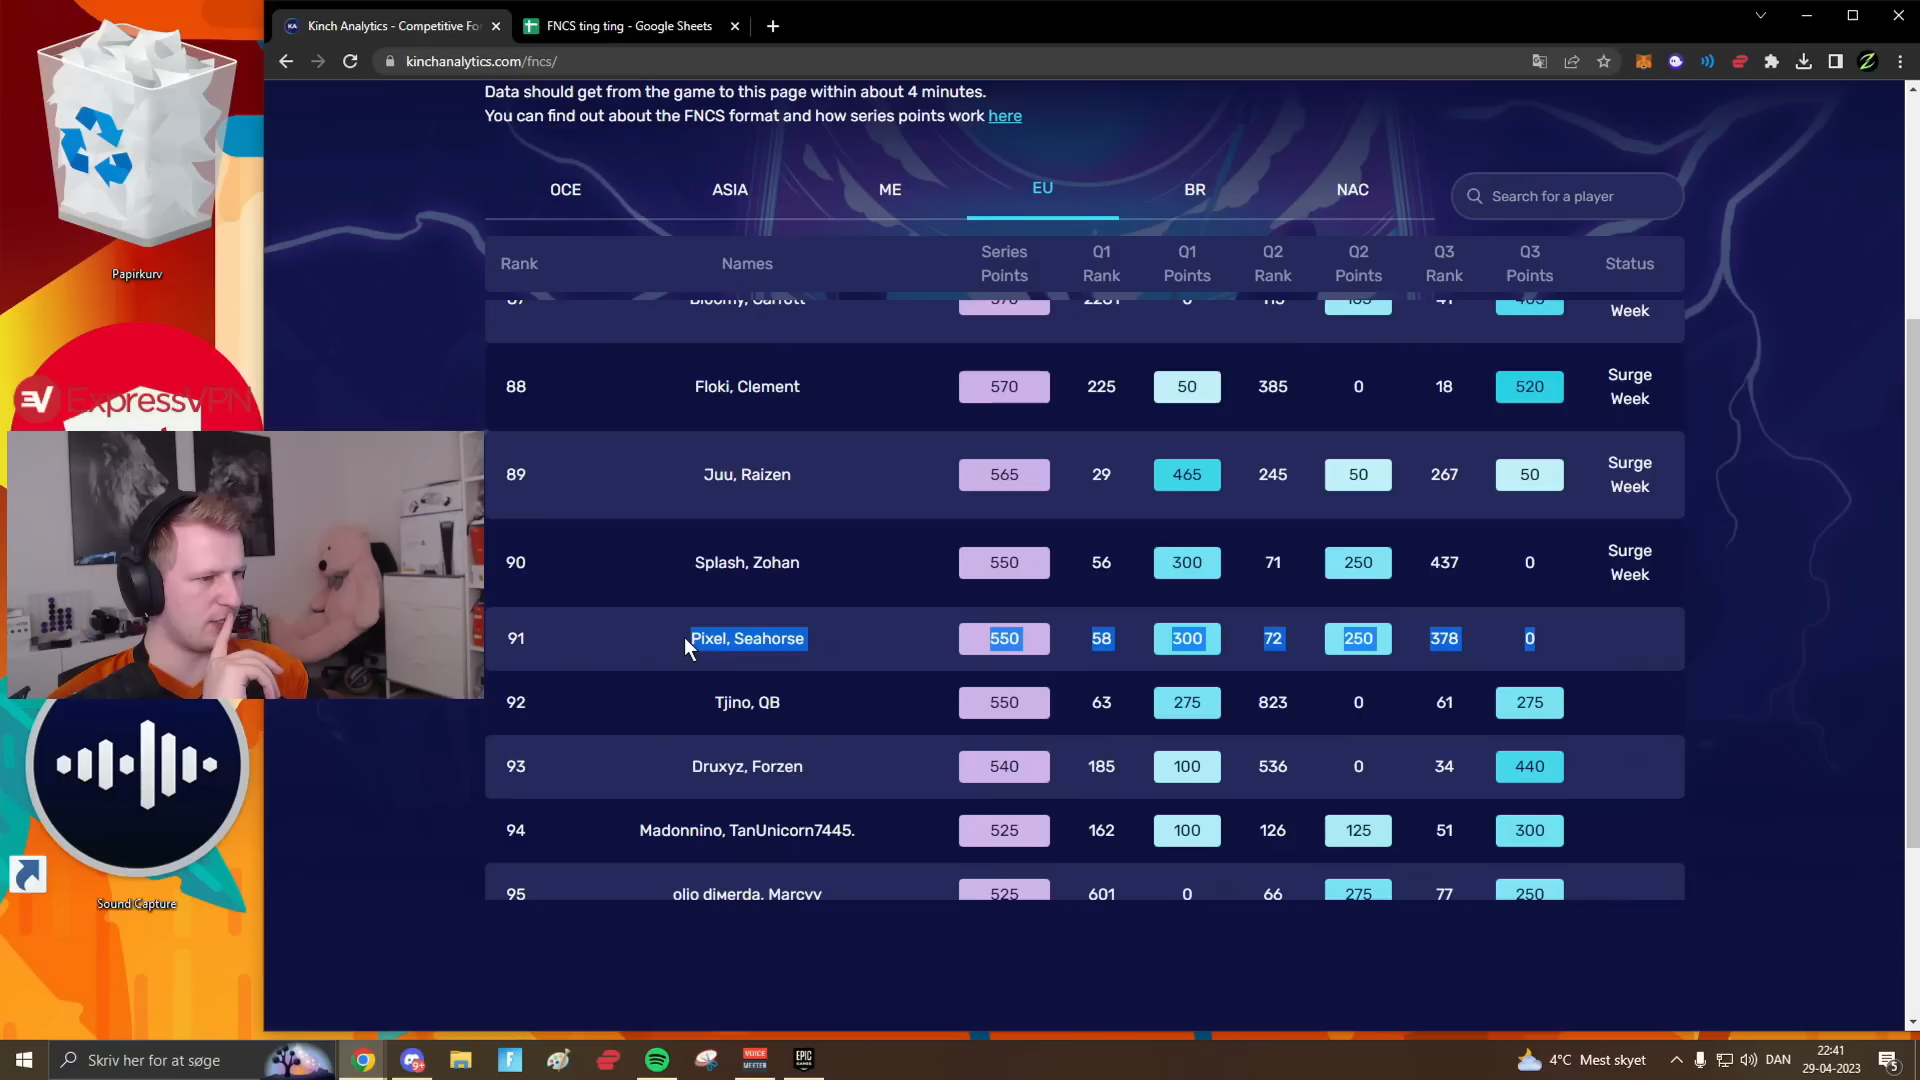 Kinch Analytics - Competitive Fo
FNCS ting ting - Google Sheets
kinchanalytics.com/fncs/
Data should get from the game to this page within about 4 minutes.
You can find out about the FNCS format and how series points work here
OCE ASIA ME EU BR NAC Search for a player
Rank Names Series Points Q1 Rank Q1 Points Q2 Rank Q2 Points Q3 Rank Q3 Points Status
Week
88 Floki, Clement 570 225 50 385 0 18 520 Surge Week
89 Juu, Raizen 565 29 465 245 50 267 50 Surge Week
90 Splash, Zohan 550 56 300 71 250 437 0 Surge Week
91 Pixel, Seahorse 550 58 300 72 250 378 0
92 Tjino, QB 550 63 275 823 0 61 275
93 Druxyz, Forzen 540 185 100 536 0 34 440
94 Madonnino, TanUnicorn7445. 525 162 100 126 125 51 300
95 olio diмerda, Marcyy 525 601 0 66 275 77 250
Papirkurv
ExpressVPN
Sound Capture
Skriv her for at søge
9+
VOICE MEETER
EPIC GAMES
4°C Mest skyet
DAN
22:41
29-04-2023
5